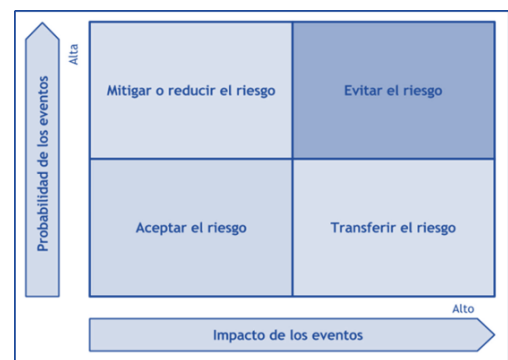 Probabilidad de los eventos
Alta
Mitigar o reducir el riesgo
Evitar el riesgo
Aceptar el riesgo
Transferir el riesgo
Alto
Impacto de los eventos